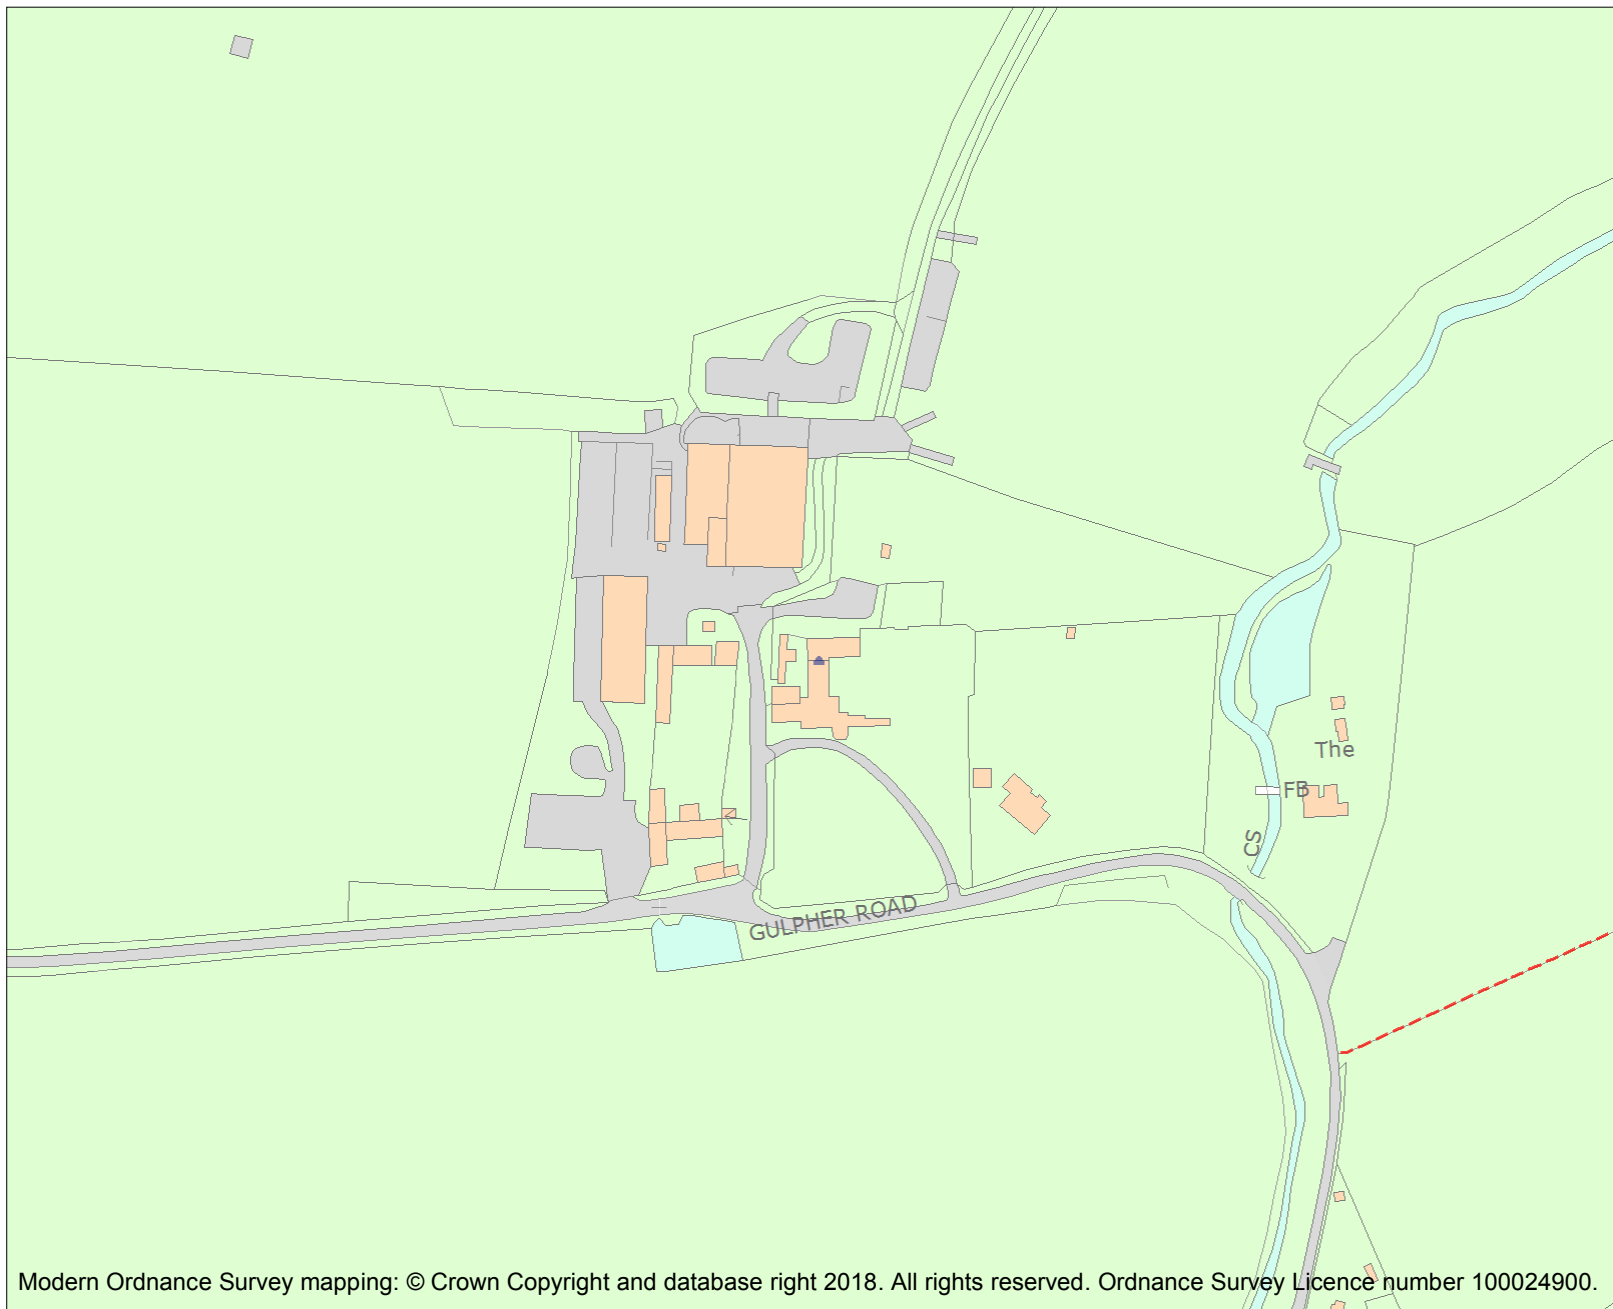 The
FB
CS
GULPHER ROAD
Modern Ordnance Survey mapping: © Crown Copyright and database right 2018. All rights reserved. Ordnance Survey Licence number 100024900.